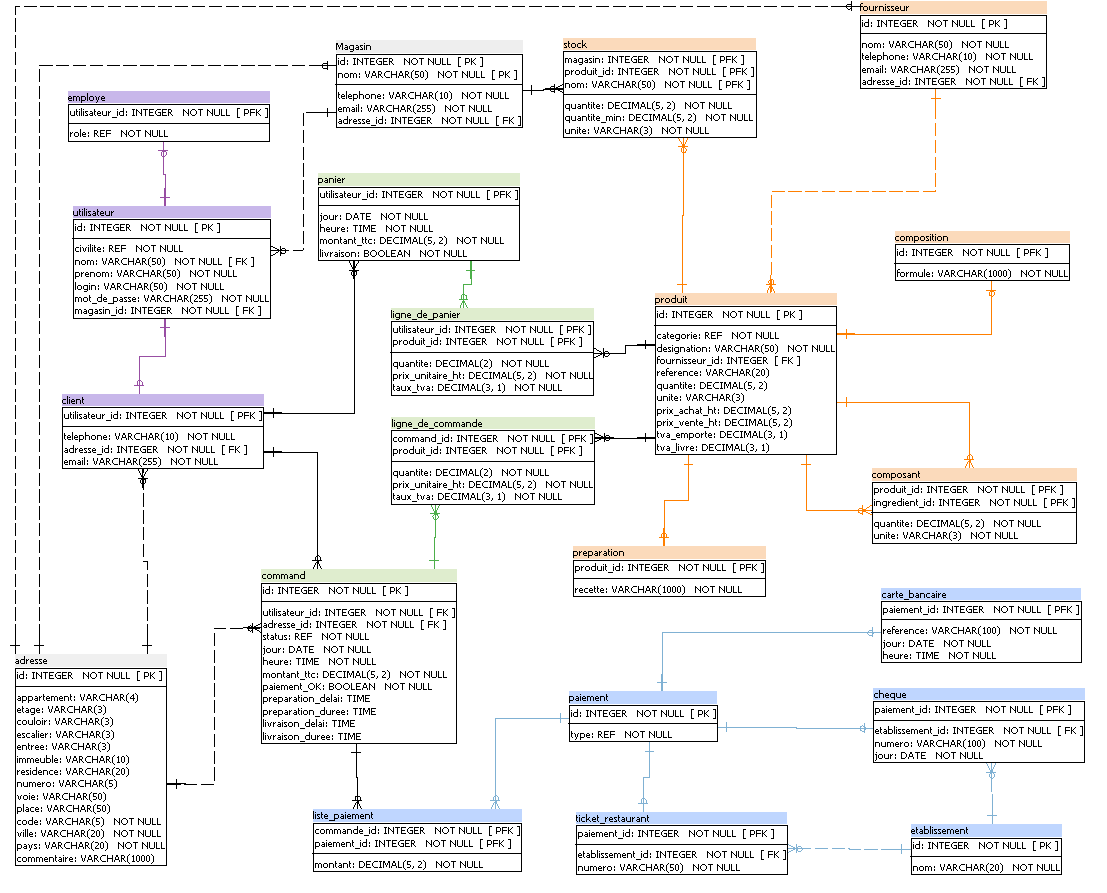 fournisseur
id: INTEGER NOT NULL [ PK ]
nom: VARCHAR(50) NOT NULL
telephone: VARCHAR(10) NOT NULL
email: VARCHAR(255) NOT NULL
adresse_id: INTEGER NOT NULL [ FK ]
Magasin
id: INTEGER NOT NULL [ PK ]
nom: VARCHAR(50) NOT NULL [ PK ]
telephone: VARCHAR(10) NOT NULL
email: VARCHAR(255) NOT NULL
adresse_id: INTEGER NOT NULL [ FK ]
stock
magasin: INTEGER NOT NULL [ PFK ]
produit_id: INTEGER NOT NULL [ PFK ]
nom: VARCHAR(50) NOT NULL [ PFK ]
quantite: DECIMAL(5, 2) NOT NULL
quantite_min: DECIMAL(5, 2) NOT NULL
unite: VARCHAR(3) NOT NULL
employe
utilisateur_id: INTEGER NOT NULL [ PFK ]
role: REF NOT NULL
panier
utilisateur_id: INTEGER NOT NULL [ PFK ]
jour: DATE NOT NULL
heure: TIME NOT NULL
montant_ttc: DECIMAL(5, 2) NOT NULL
livraison: BOOLEAN NOT NULL
utilisateur
id: INTEGER NOT NULL [ PK ]
civilite: REF NOT NULL
nom: VARCHAR(50) NOT NULL [ FK ]
prenom: VARCHAR(50) NOT NULL
login: VARCHAR(50) NOT NULL
mot_de_passe: VARCHAR(255) NOT NULL
magasin_id: INTEGER NOT NULL [ FK ]
composition
id: INTEGER NOT NULL [ PFK ]
formule: VARCHAR(1000) NOT NULL
produit
id: INTEGER NOT NULL [ PK ]
categorie: REF NOT NULL
designation: VARCHAR(50) NOT NULL
fournisseur_id: INTEGER [ FK ]
reference: VARCHAR(20)
quantite: DECIMAL(5, 2)
unite: VARCHAR(3)
prix_achat_ht: DECIMAL(5, 2)
prix_vente_ht: DECIMAL(5, 2)
tva_emporte: DECIMAL(3, 1)
tva_livre: DECIMAL(3, 1)
ligne_de_panier
utilisateur_id: INTEGER NOT NULL [ PFK ]
produit_id: INTEGER NOT NULL [ PFK ]
quantite: DECIMAL(2) NOT NULL
prix_unitaire_ht: DECIMAL(5, 2) NOT NULL
taux_tva: DECIMAL(3, 1) NOT NULL
client
utilisateur_id: INTEGER NOT NULL [ PFK ]
telephone: VARCHAR(10) NOT NULL
adresse_id: INTEGER NOT NULL [ FK ]
email: VARCHAR(255) NOT NULL
ligne_de_commande
command_id: INTEGER NOT NULL [ PFK ]
produit_id: INTEGER NOT NULL [ PFK ]
quantite: DECIMAL(2) NOT NULL
prix_unitaire_ht: DECIMAL(5, 2) NOT NULL
taux_tva: DECIMAL(3, 1) NOT NULL
composant
produit_id: INTEGER NOT NULL [ PFK ]
ingredient_id: INTEGER NOT NULL [ PFK ]
quantite: DECIMAL(5, 2) NOT NULL
unite: VARCHAR(3) NOT NULL
preparation
produit_id: INTEGER NOT NULL [ PFK ]
recette: VARCHAR(1000) NOT NULL
command
id: INTEGER NOT NULL [ PK ]
utilisateur_id: INTEGER NOT NULL [ FK ]
adresse_id: INTEGER NOT NULL [ FK ]
status: REF NOT NULL
jour: DATE NOT NULL
heure: TIME NOT NULL
montant_ttc: DECIMAL(5, 2) NOT NULL
paiement_OK: BOOLEAN NOT NULL
preparation_delai: TIME
preparation_duree: TIME
livraison_delai: TIME
livraison_duree: TIME
carte_bancaire
paiement_id: INTEGER NOT NULL [ PFK ]
reference: VARCHAR(100) NOT NULL
jour: DATE NOT NULL
heure: TIME NOT NULL
adresse
id: INTEGER NOT NULL [ PK ]
appartement: VARCHAR(4)
etage: VARCHAR(3)
couloir: VARCHAR(3)
escalier: VARCHAR(3)
entree: VARCHAR(3)
immeuble: VARCHAR(10)
residence: VARCHAR(20)
numero: VARCHAR(5)
voie: VARCHAR(50)
place: VARCHAR(50)
code: VARCHAR(5) NOT NULL
ville: VARCHAR(20) NOT NULL
pays: VARCHAR(20) NOT NULL
commentaire: VARCHAR(1000)
paiement
id: INTEGER NOT NULL [ PK ]
type: REF NOT NULL
cheque
paiement_id: INTEGER NOT NULL [ PFK ]
etablissement_id: INTEGER NOT NULL [ FK ]
numero: VARCHAR(100) NOT NULL
jour: DATE NOT NULL
liste_paiement
commande_id: INTEGER NOT NULL [ PFK ]
paiement_id: INTEGER NOT NULL [ PFK ]
montant: DECIMAL(5, 2) NOT NULL
ticket_restaurant
paiement_id: INTEGER NOT NULL [ PFK ]
etablissement_id: INTEGER NOT NULL [ FK ]
numero: VARCHAR(50) NOT NULL
etablissement
id: INTEGER NOT NULL [ PK ]
nom: VARCHAR(20) NOT NULL